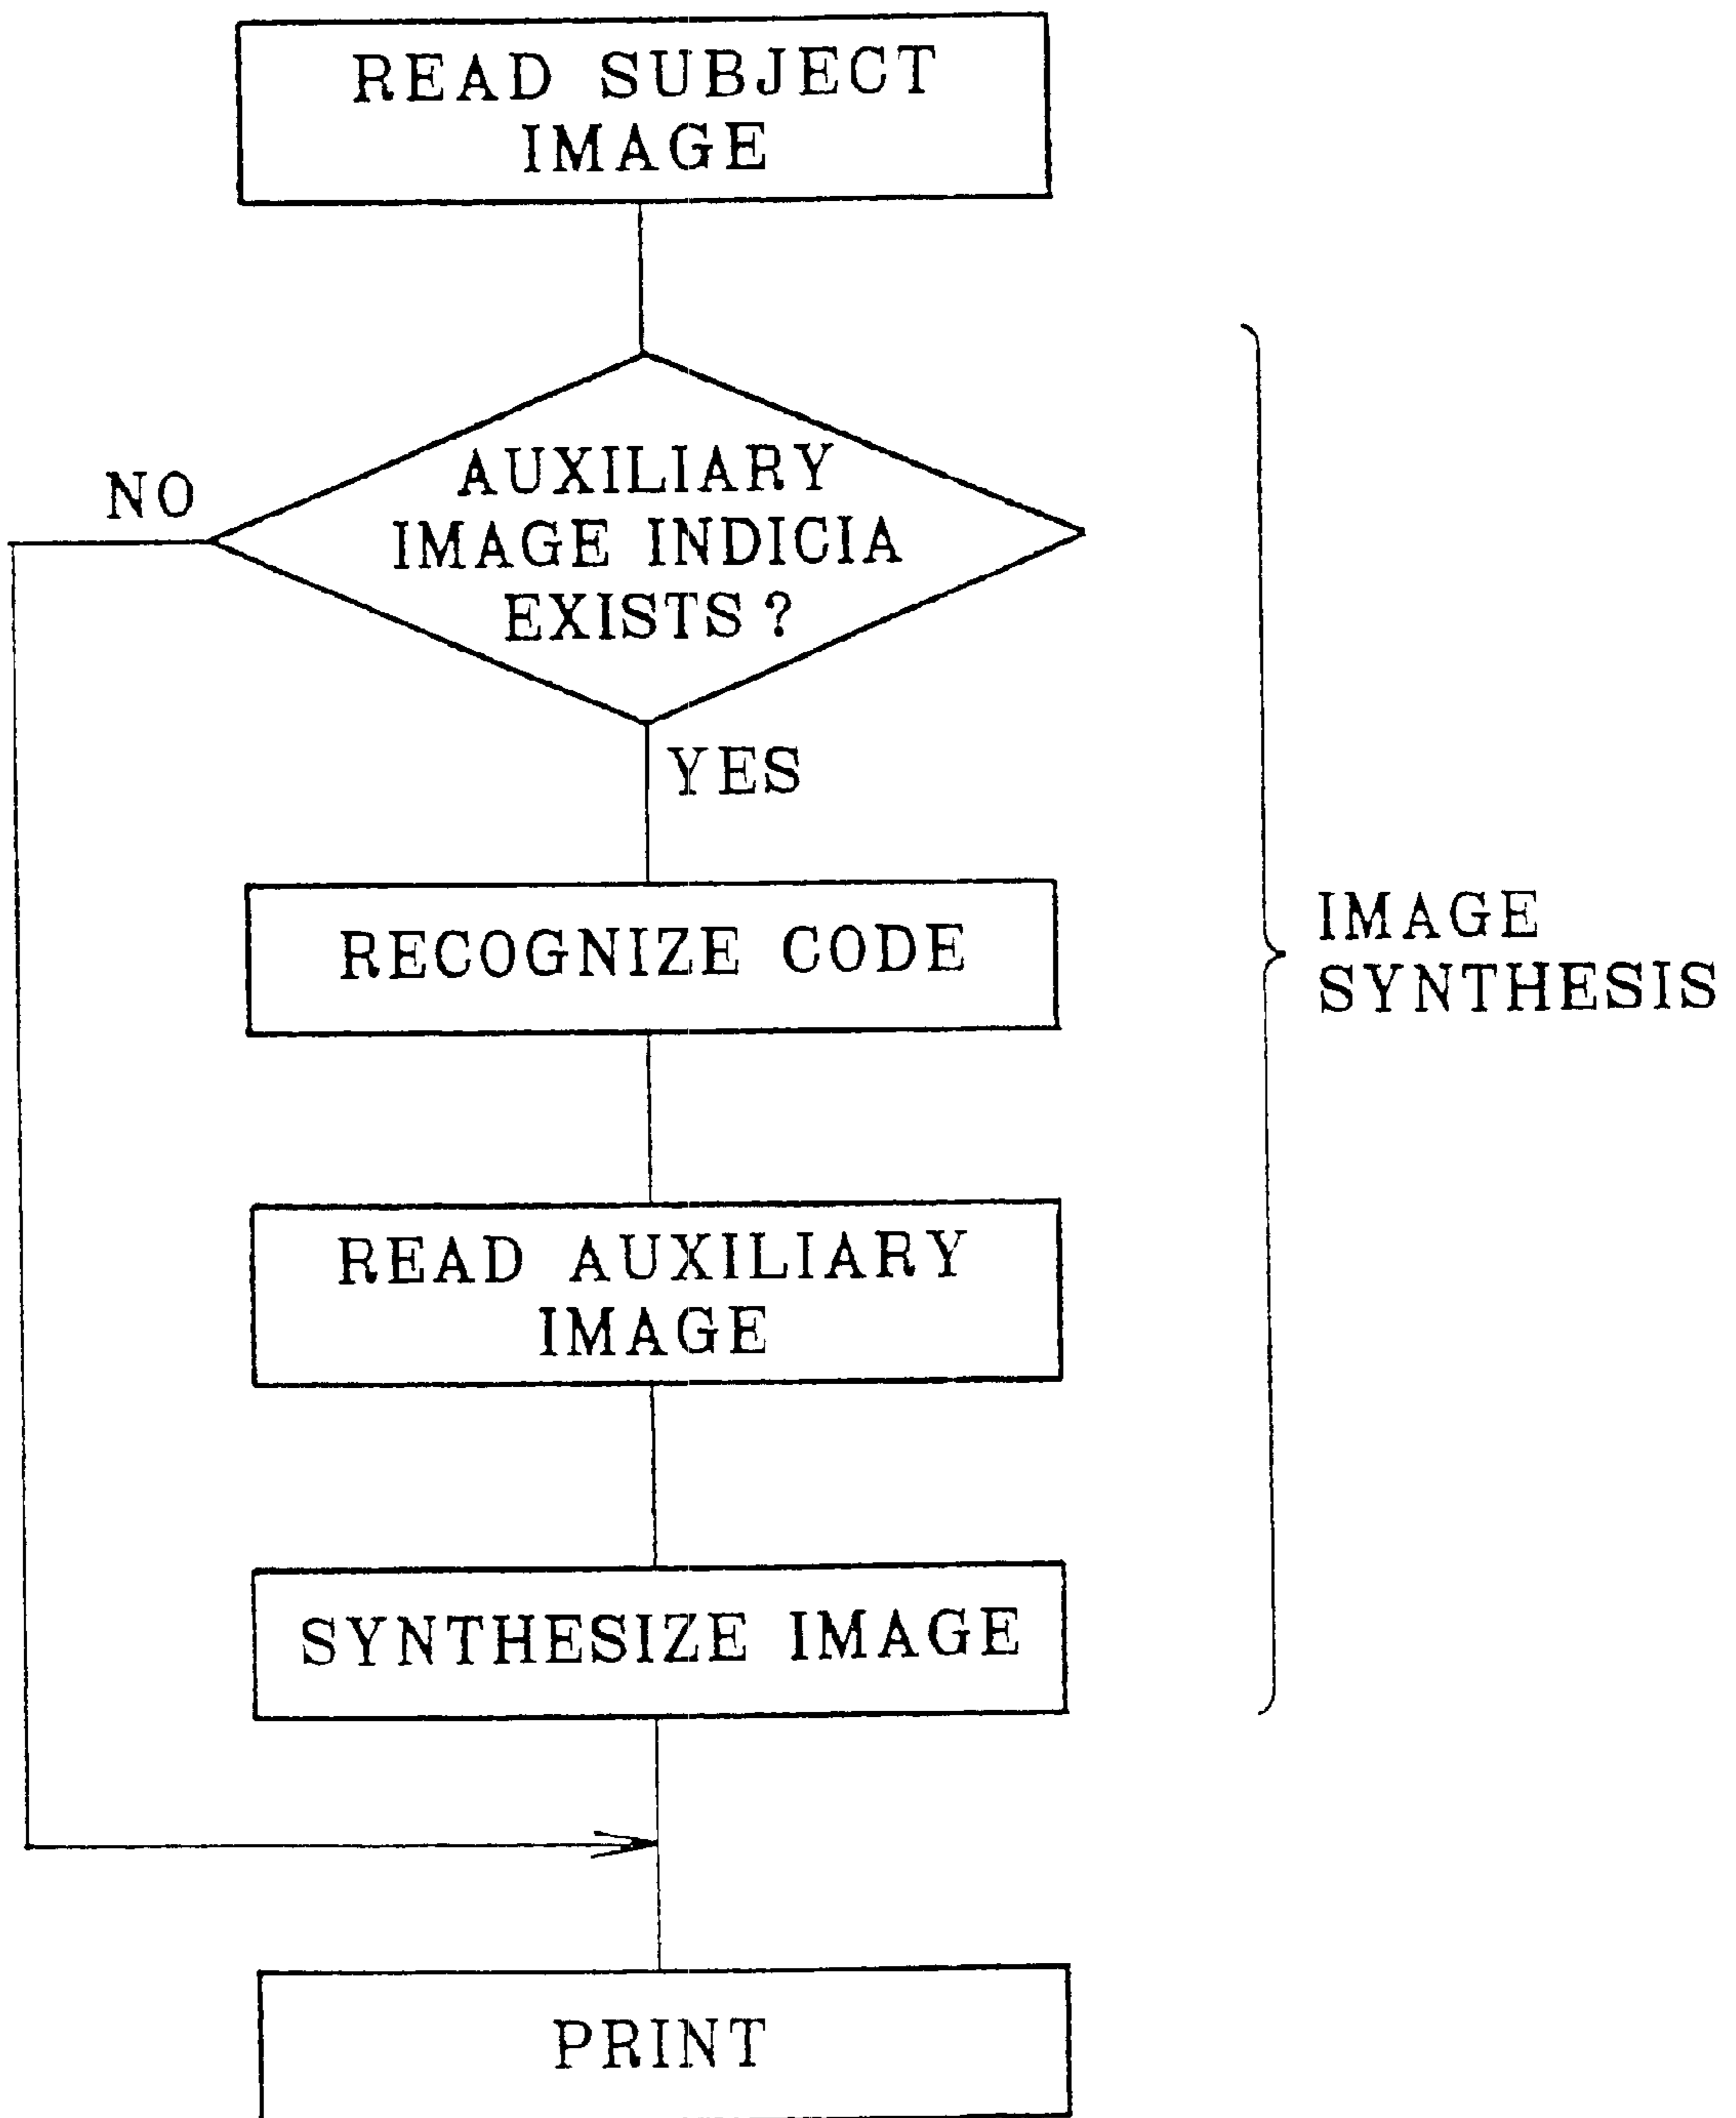 READ SUBJECT
IMAGE
AUXILIARY
IMAGE INDICIA
EXISTS?
NO
YES
RECOGNIZE CODE
IMAGE
SYNTHESIS
READ AUXILIARY
IMAGE
SYNTHESIZE IMAGE
PRINT